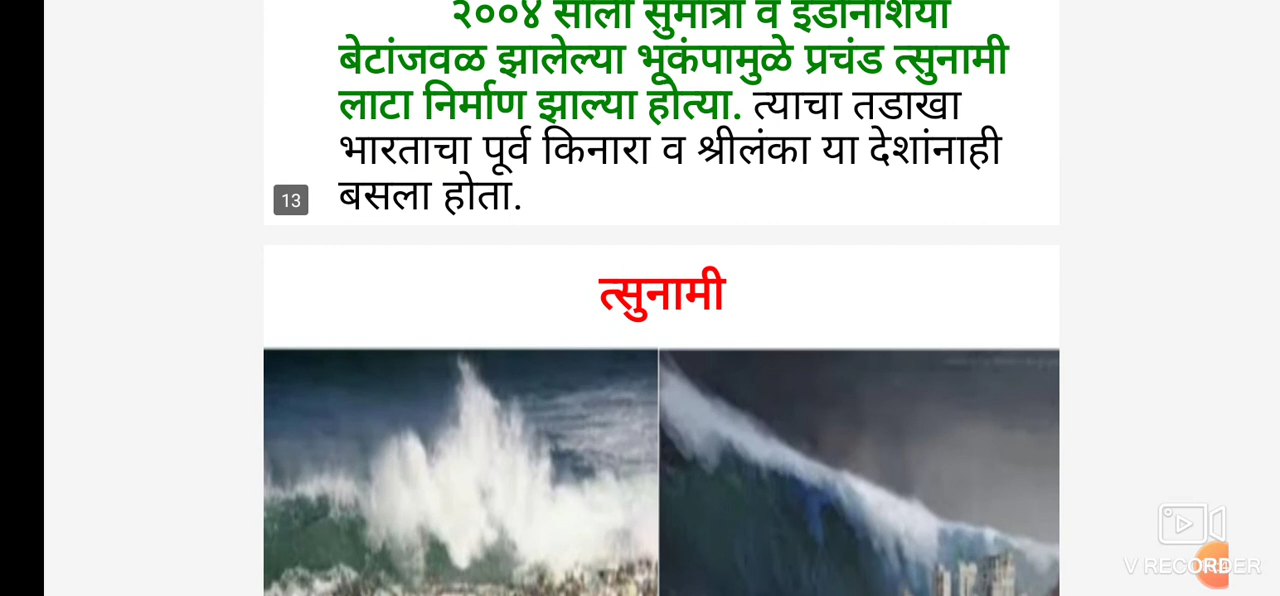 २००४ साली सुमात्रा व इंडोनेशिया
बेटांजवळ झालेल्या भूकंपामुळे प्रचंड त्सुनामी
लाटा निर्माण झाल्या होत्या. त्याचा तडाखा
भारताचा पूर्व किनारा व श्रीलंका या देशांनाही
बसला होता.
13
त्सुनामी
V RECORDER